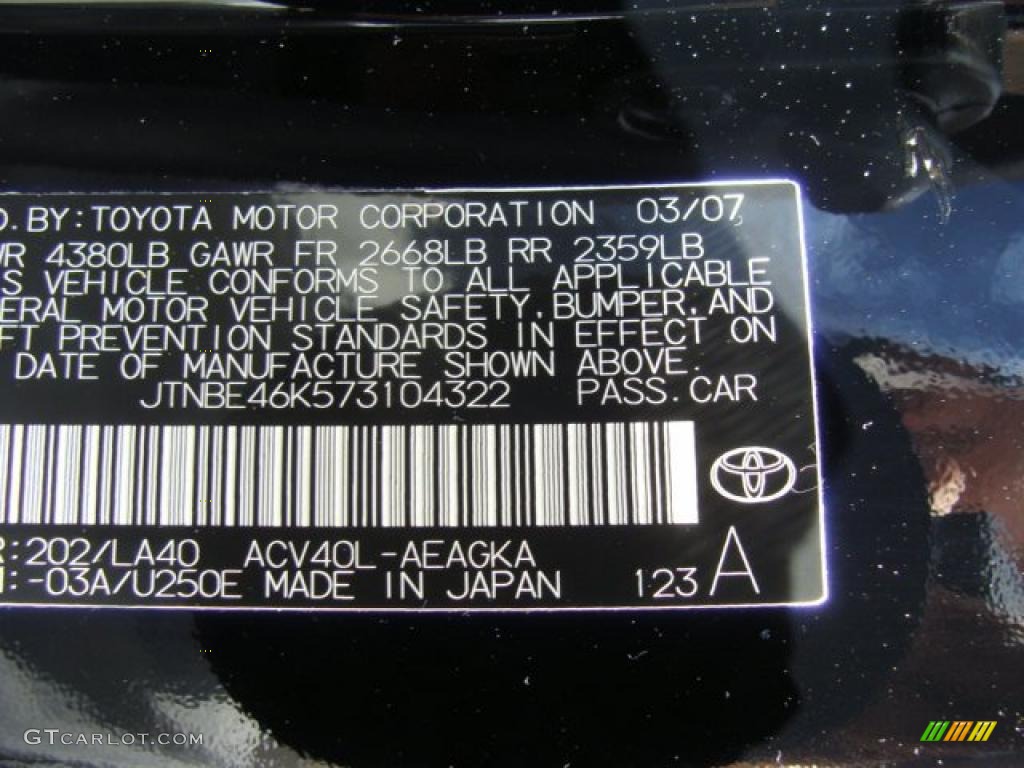 D.BY:TOYOTA MOTOR CORPORATION 03/07
WR 4380LB GAWR FR 2668LB RR 2359LB
S VEHICLE CONFORMS TO ALL APPLICABLE
ERAL MOTOR VEHICLE SAFETY,BUMPER,AND
FT PREVENTION STANDARDS IN EFFECT ON
DATE OF MANUFACTURE SHOWN ABOVE.
JTNBE46K573104322 PASS.CAR
R:202/LA40 ACV40L-AEAGKA
:-03A/U250E MADE IN JAPAN 123 A
GTCARLOT.COM